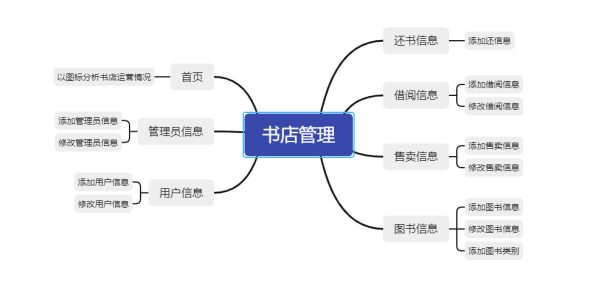 书店管理
首页
以图标分析书店运营情况
管理员信息
添加管理员信息
修改管理员信息
用户信息
添加用户信息
修改用户信息
还书信息
添加还信息
借阅信息
添加借阅信息
修改借阅信息
售卖信息
添加售卖信息
修改售卖信息
图书信息
添加图书信息
修改图书信息
添加图书类别